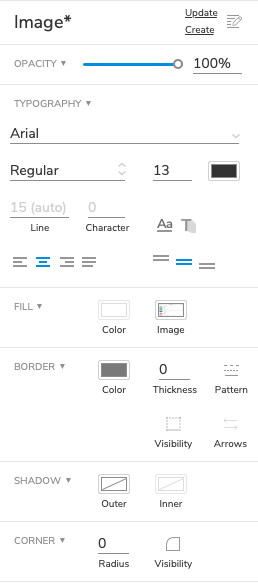 Image*
Update
Create
OPACITY
100%
TYPOGRAPHY
Arial
Regular
13
15 (auto)
0
Line
Character
Aa
T
FILL
Color
Image
BORDER
0
Color
Thickness
Pattern
Visibility
Arrows
SHADOW
Outer
Inner
CORNER
0
Radius
Visibility